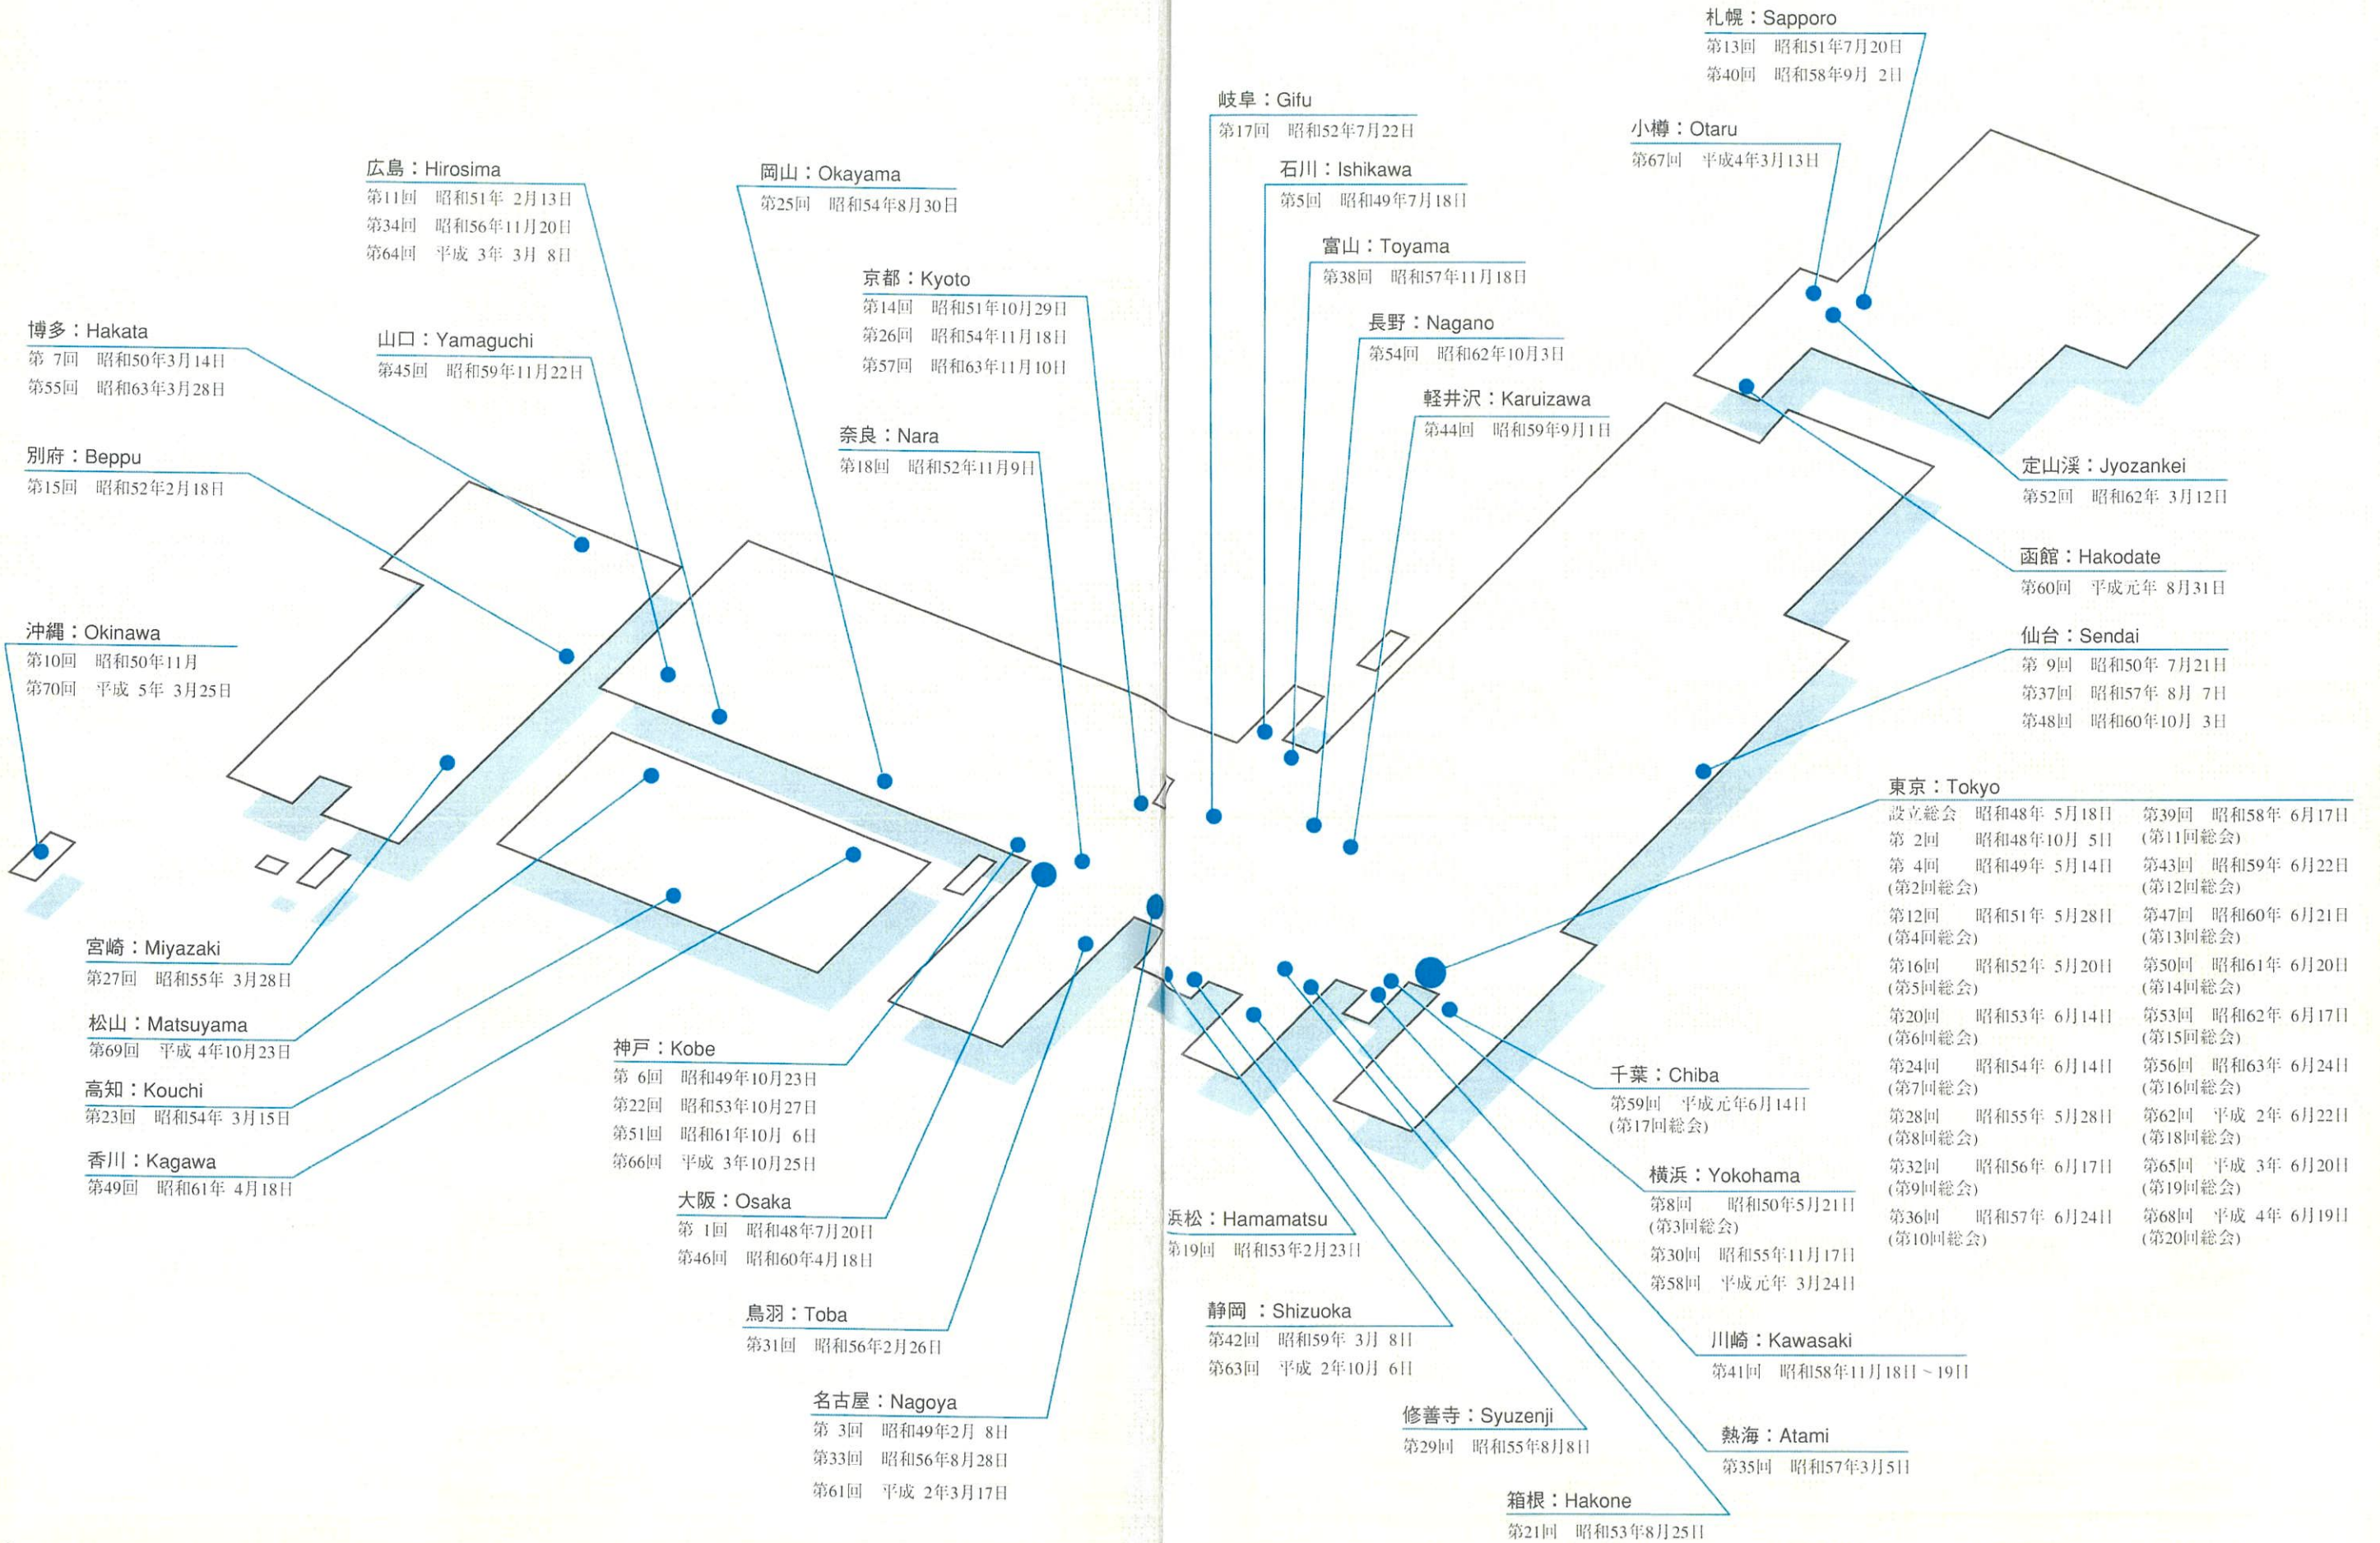 札幌：Sapporo
第13回　昭和51年7月20日
第40回　昭和58年9月 2日
小樽：Otaru
第67回　平成4年3月13日
岐阜：Gifu
第17回　昭和52年7月22日
石川：Ishikawa
第5回　昭和49年7月18日
富山：Toyama
第38回　昭和57年11月18日
長野：Nagano
第54回　昭和62年10月3日
軽井沢：Karuizawa
第44回　昭和59年9月1日
広島：Hirosima
第11回　昭和51年 2月13日
第34回　昭和56年11月20日
第64回　平成 3年 3月 8日
岡山：Okayama
第25回　昭和54年8月30日
京都：Kyoto
第14回　昭和51年10月29日
第26回　昭和54年11月18日
第57回　昭和63年11月10日
博多：Hakata
第 7回　昭和50年3月14日
第55回　昭和63年3月28日
山口：Yamaguchi
第45回　昭和59年11月22日
奈良：Nara
第18回　昭和52年11月9日
別府：Beppu
第15回　昭和52年2月18日
沖縄：Okinawa
第10回　昭和50年11月
第70回　平成 5年 3月25日
定山渓：Jyozankei
第52回　昭和62年 3月12日
函館：Hakodate
第60回　平成元年 8月31日
仙台：Sendai
第 9回　昭和50年 7月21日
第37回　昭和57年 8月 7日
第48回　昭和60年10月 3日
東京：Tokyo
設立総会　昭和48年 5月18日
第 2回　昭和48年10月 5日
第 4回　昭和49年 5月14日
(第2回総会)
第12回　昭和51年 5月28日
(第4回総会)
第16回　昭和52年 5月20日
(第5回総会)
第20回　昭和53年 6月14日
(第6回総会)
第24回　昭和54年 6月14日
(第7回総会)
第28回　昭和55年 5月28日
(第8回総会)
第32回　昭和56年 6月17日
(第9回総会)
第36回　昭和57年 6月24日
(第10回総会)
第39回　昭和58年 6月17日
(第11回総会)
第43回　昭和59年 6月22日
(第12回総会)
第47回　昭和60年 6月21日
(第13回総会)
第50回　昭和61年 6月20日
(第14回総会)
第53回　昭和62年 6月17日
(第15回総会)
第56回　昭和63年 6月24日
(第16回総会)
第62回　平成 2年 6月22日
(第18回総会)
第65回　平成 3年 6月20日
(第19回総会)
第68回　平成 4年 6月19日
(第20回総会)
宮崎：Miyazaki
第27回　昭和55年 3月28日
松山：Matsuyama
第69回　平成 4年10月23日
高知：Kouchi
第23回　昭和54年 3月15日
香川：Kagawa
第49回　昭和61年 4月18日
神戸：Kobe
第 6回　昭和49年10月23日
第22回　昭和53年10月27日
第51回　昭和61年10月 6日
第66回　平成 3年10月25日
大阪：Osaka
第 1回　昭和48年7月20日
第46回　昭和60年4月18日
鳥羽：Toba
第31回　昭和56年2月26日
名古屋：Nagoya
第 3回　昭和49年2月 8日
第33回　昭和56年8月28日
第61回　平成 2年3月17日
千葉：Chiba
第59回　平成元年6月14日
(第17回総会)
横浜：Yokohama
第8回　昭和50年5月21日
(第3回総会)
第30回　昭和55年11月17日
第58回　平成元年 3月24日
浜松：Hamamatsu
第19回　昭和53年2月23日
静岡：Shizuoka
第42回　昭和59年 3月 8日
第63回　平成 2年10月 6日
川崎：Kawasaki
第41回　昭和58年11月18日～19日
修善寺：Syuzenji
第29回　昭和55年8月8日
熱海：Atami
第35回　昭和57年3月5日
箱根：Hakone
第21回　昭和53年8月25日